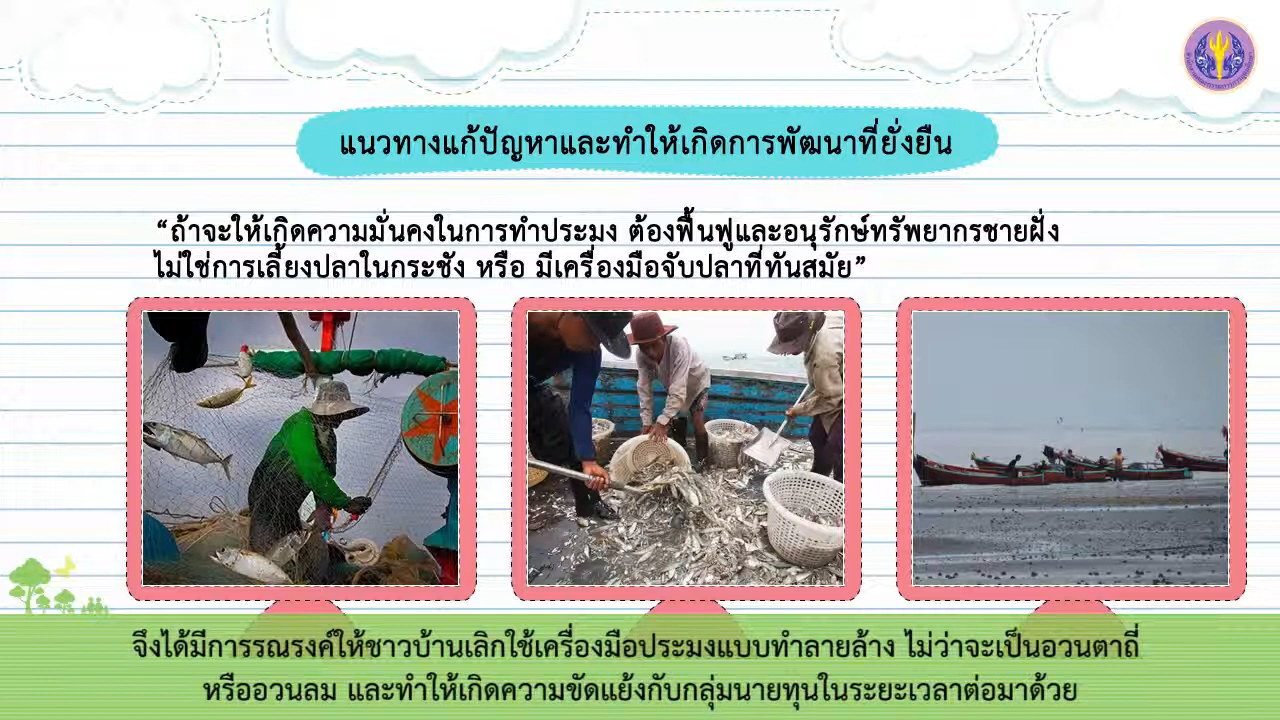 แนวทางแก้ปัญหาและทำให้เกิดการพัฒนาที่ยั่งยืน
“ถ้าจะให้เกิดความมั่นคงในการทำประมง ต้องฟื้นฟูและอนุรักษ์ทรัพยากรชายฝั่ง
ไม่ใช่การเลี้ยงปลาในกระชัง หรือ มีเครื่องมือจับปลาที่ทันสมัย”
จึงได้มีการรณรงค์ให้ชาวบ้านเลิกใช้เครื่องมือประมงแบบทำลายล้าง ไม่ว่าจะเป็นอวนตาถี่
หรืออวนลม และทำให้เกิดความขัดแย้งกับกลุ่มนายทุนในระยะเวลาต่อมาด้วย